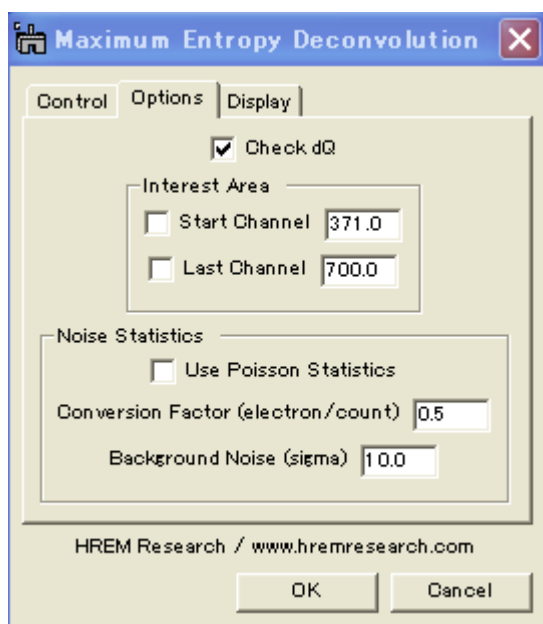 Maximum Entropy Deconvolution
Control Options Display
Check dQ
Interest Area
Start Channel 371.0
Last Channel 700.0
Noise Statistics
Use Poisson Statistics
Conversion Factor (electron/count) 0.5
Background Noise (sigma) 10.0
HREM Research / www.hremresearch.com
OK Cancel